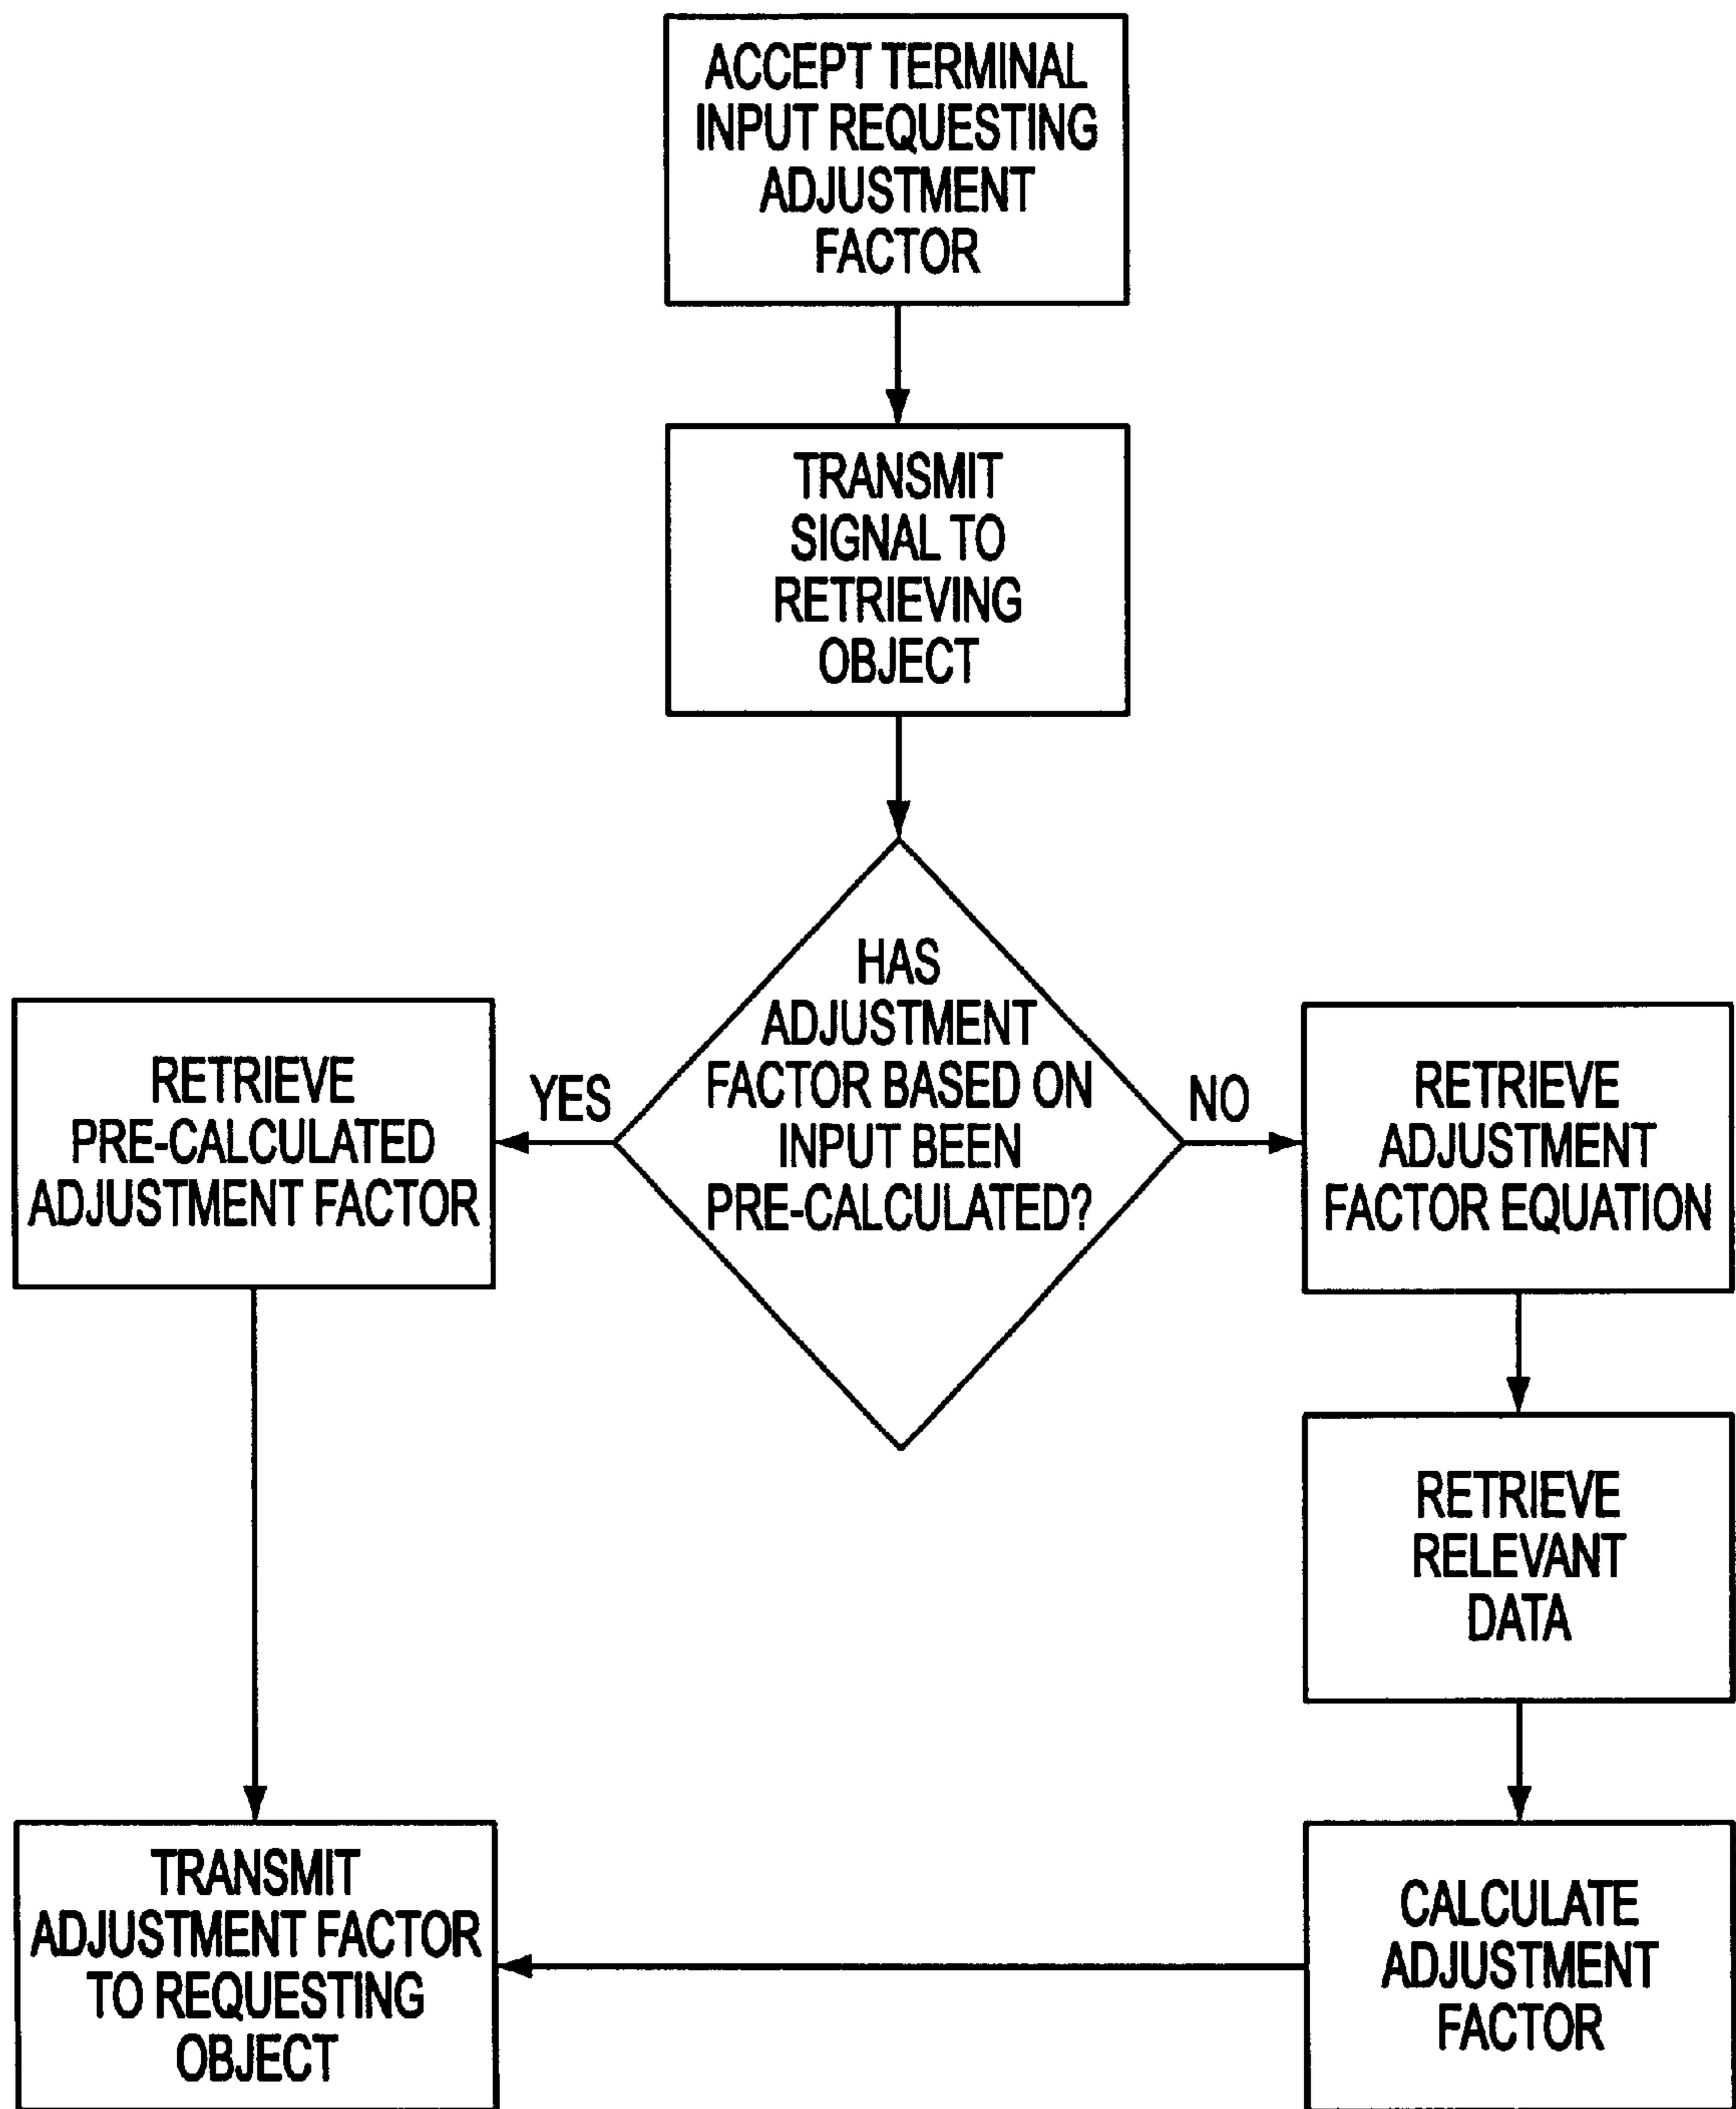 ACCEPT TERMINAL
INPUT REQUESTING
ADJUSTMENT
FACTOR
TRANSMIT
SIGNAL TO
RETRIEVING
OBJECT
HAS
ADJUSTMENT
FACTOR BASED ON
INPUT BEEN
PRE-CALCULATED?
YES
NO
RETRIEVE
PRE-CALCULATED
ADJUSTMENT FACTOR
RETRIEVE
ADJUSTMENT
FACTOR EQUATION
RETRIEVE
RELEVANT
DATA
CALCULATE
ADJUSTMENT
FACTOR
TRANSMIT
ADJUSTMENT FACTOR
TO REQUESTING
OBJECT